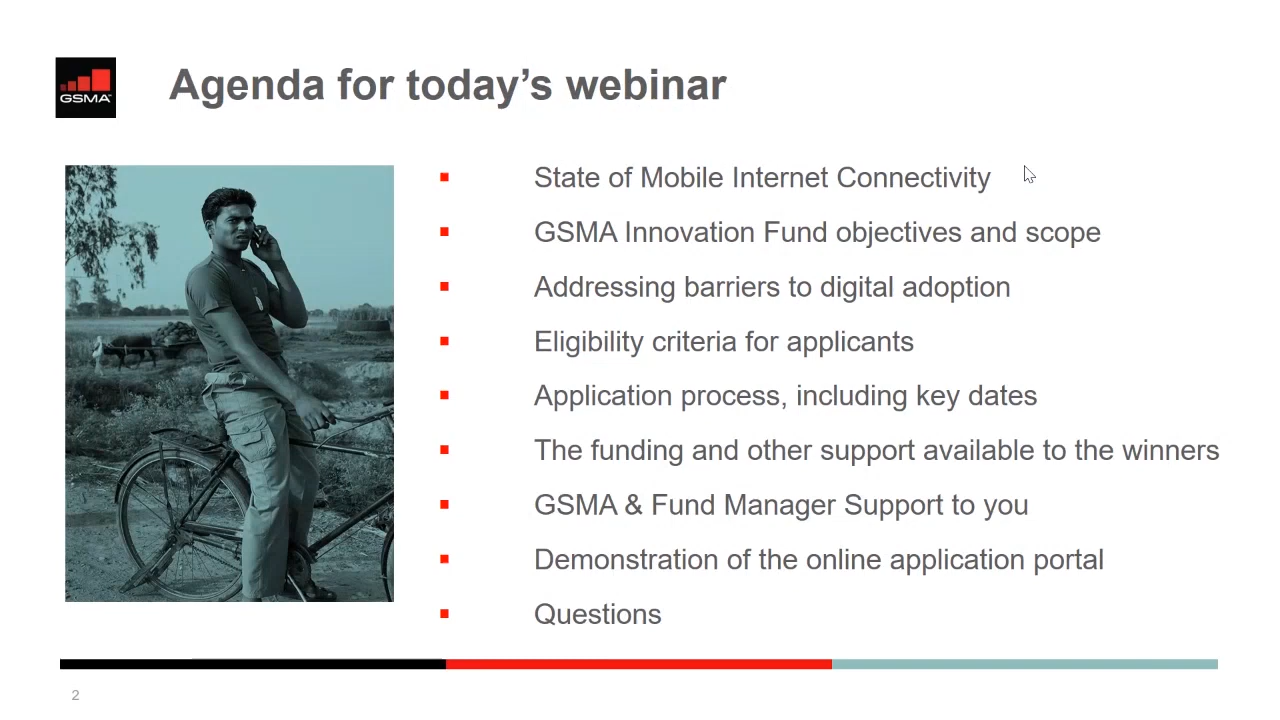 GSMA™
Agenda for today's webinar
State of Mobile Internet Connectivity
GSMA Innovation Fund objectives and scope
Addressing barriers to digital adoption
Eligibility criteria for applicants
Application process, including key dates
The funding and other support available to the winners
GSMA & Fund Manager Support to you
Demonstration of the online application portal
Questions
2